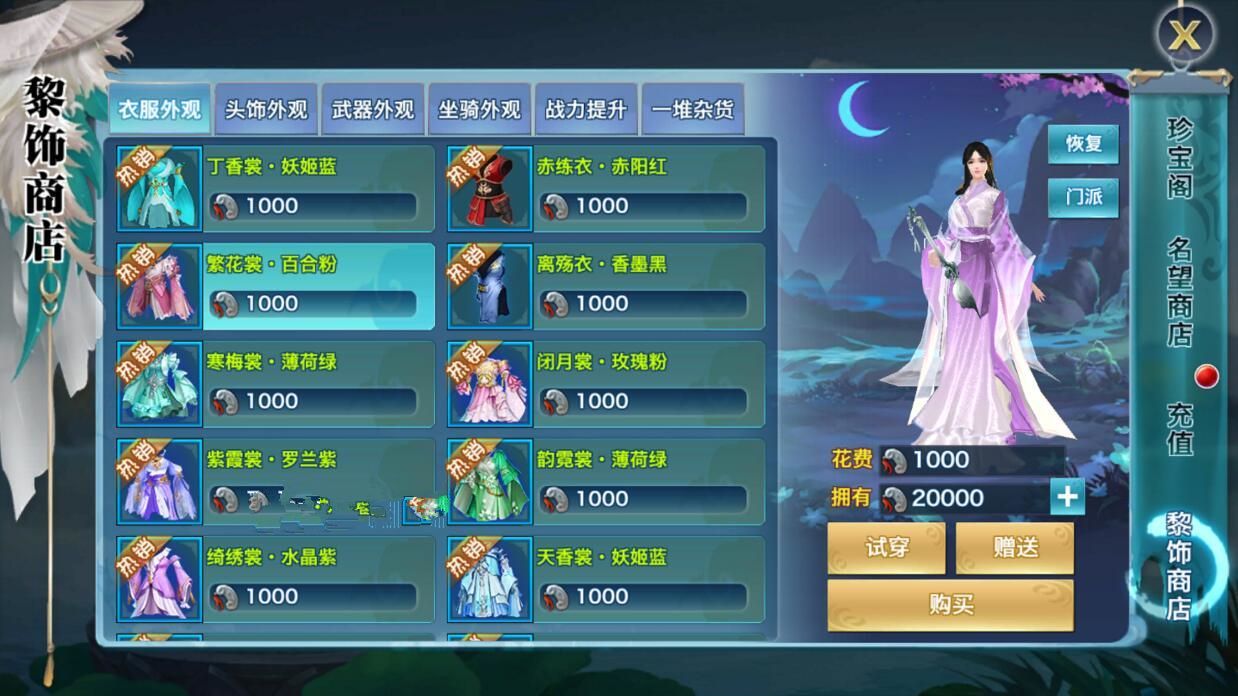 黎饰商店
衣服外观 头饰外观 武器外观 坐骑外观 战力提升 一堆杂货
热销 丁香裳·妖姬蓝
1000
热销 赤练衣·赤阳红
1000
热销 繁花裳·百合粉
1000
热销 离殇衣·香墨黑
1000
热销 寒梅裳·薄荷绿
1000
热销 闭月裳·玫瑰粉
1000
热销 紫霞裳·罗兰紫
热销 韵霓裳·薄荷绿
1000
热销 绮绣裳·水晶紫
1000
热销 天香裳·妖姬蓝
1000
恢复
门派
花费 1000
拥有 20000 +
试穿 赠送
购买
X
珍宝阁
名望商店
充值
黎饰商店